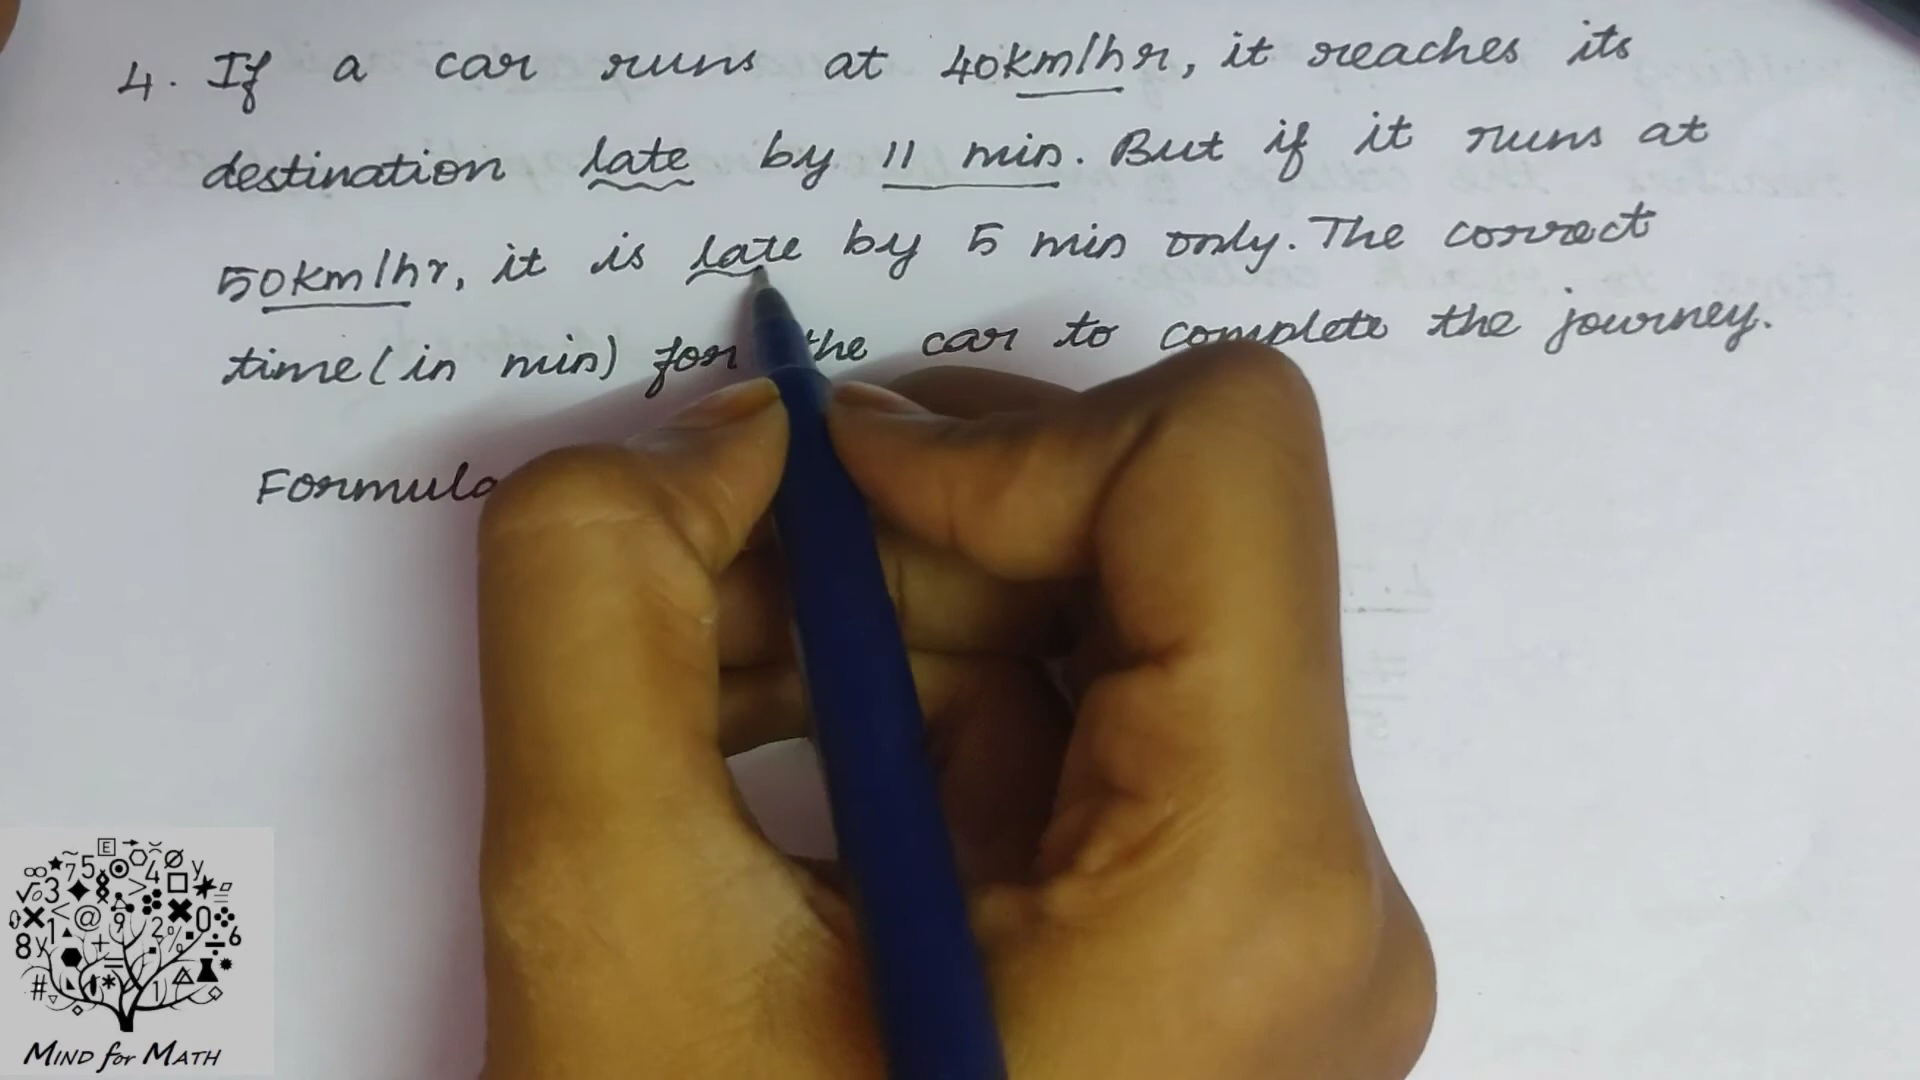 4. If a car runs at 40km/hr, it reaches its
destination late by 11 min. But if it runs at
50km/hr, it is late by 5 min only. The correct
time (in min) for the car to complete the journey.
Formula
MIND for MATH